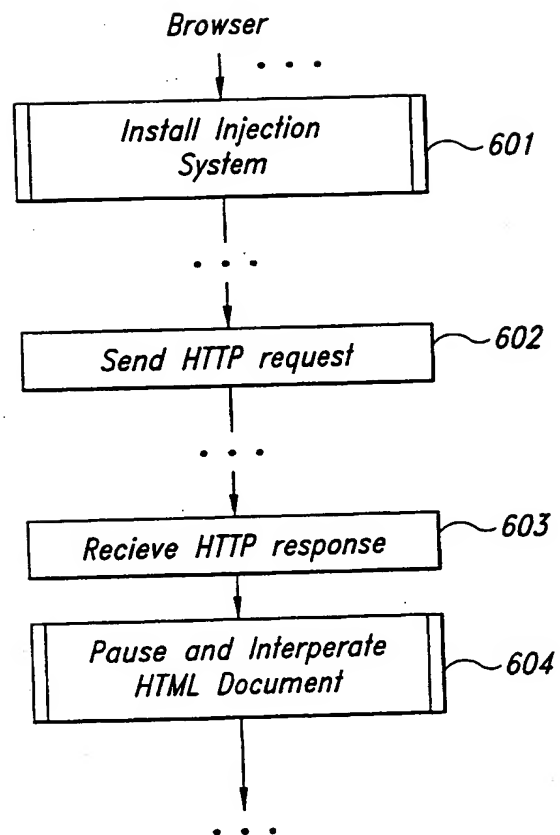 Browser
Install Injection
System
601
Send HTTP request
602
Recieve HTTP response
603
Pause and Interperate
HTML Document
604